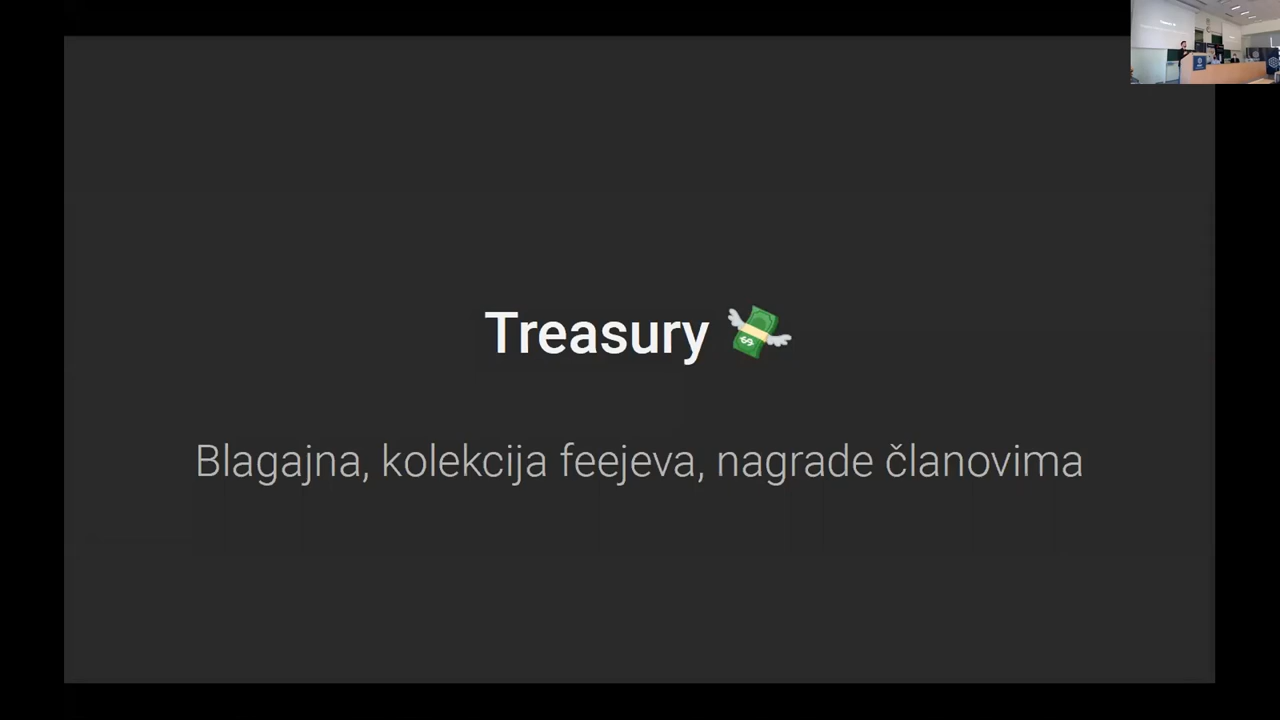 Treasury 💸
Blagajna, kolekcija feejeva, nagrade članovima